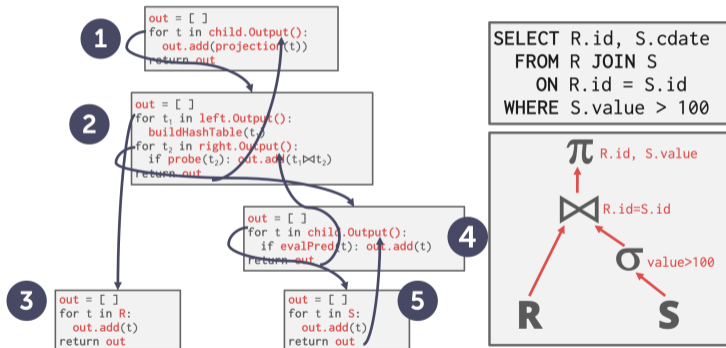 1
out = [ ]
for t in child.Output():
out.add(projection(t))
return out
2
out = [ ]
for t₁ in left.Output():
buildHashTable(t₁)
for t₂ in right.Output():
if probe(t₂): out.add(t₁⨝t₂)
return out
out = [ ]
for t in child.Output():
if evalPred(t): out.add(t)
return out
4
3
out = [ ]
for t in R:
out.add(t)
return out
out = [ ]
for t in S:
out.add(t)
return out
5
SELECT R.id, S.cdate
FROM R JOIN S
ON R.id = S.id
WHERE S.value > 100
π R.id, S.value
⨝ R.id=S.id
σ value>100
R S